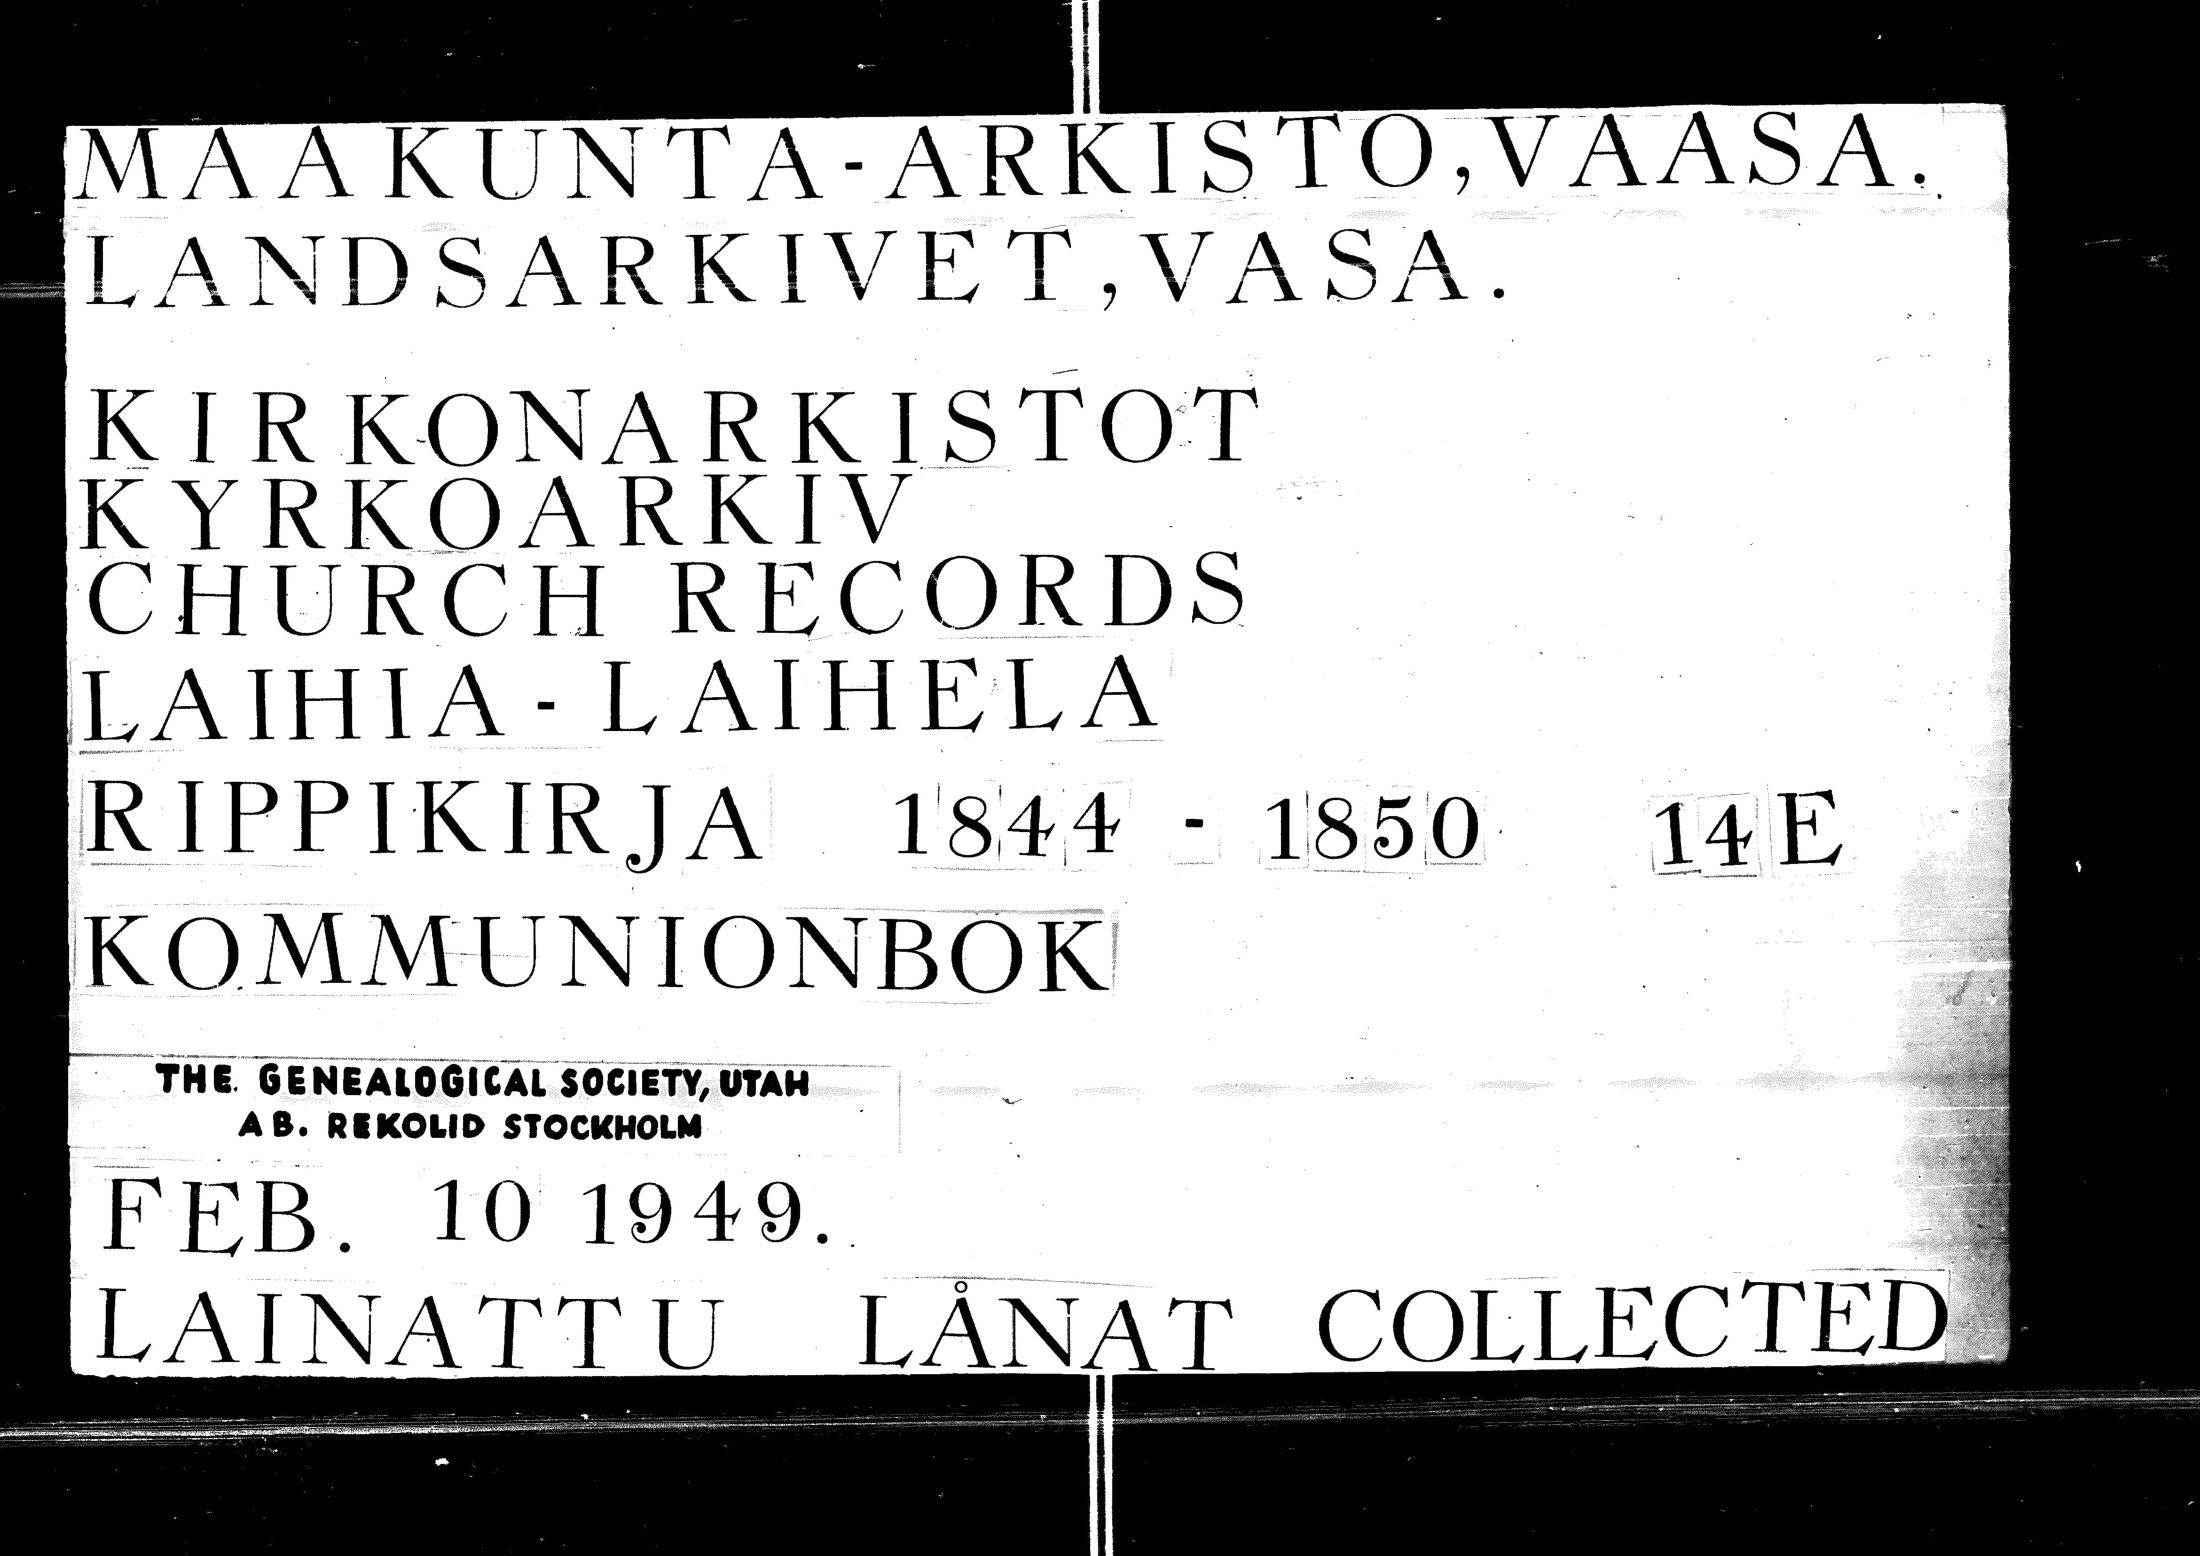 MAAKUNTA-ARKISTO, VAASA.
LANDSARKIVET, VASA.
KIRKONARKISTOT
KYRKOARKIV
CHURCH RECORDS
LAIHIA - LAIHELA
RIPPIKIRJA 1844 - 1850 14E
KOMMUNIONBOK
THE. GENEALOGICAL SOCIETY, UTAH
AB. REKOLID STOCKHOLM
FEB. 10 1949.
LAINATTU LÅNAT COLLECTED